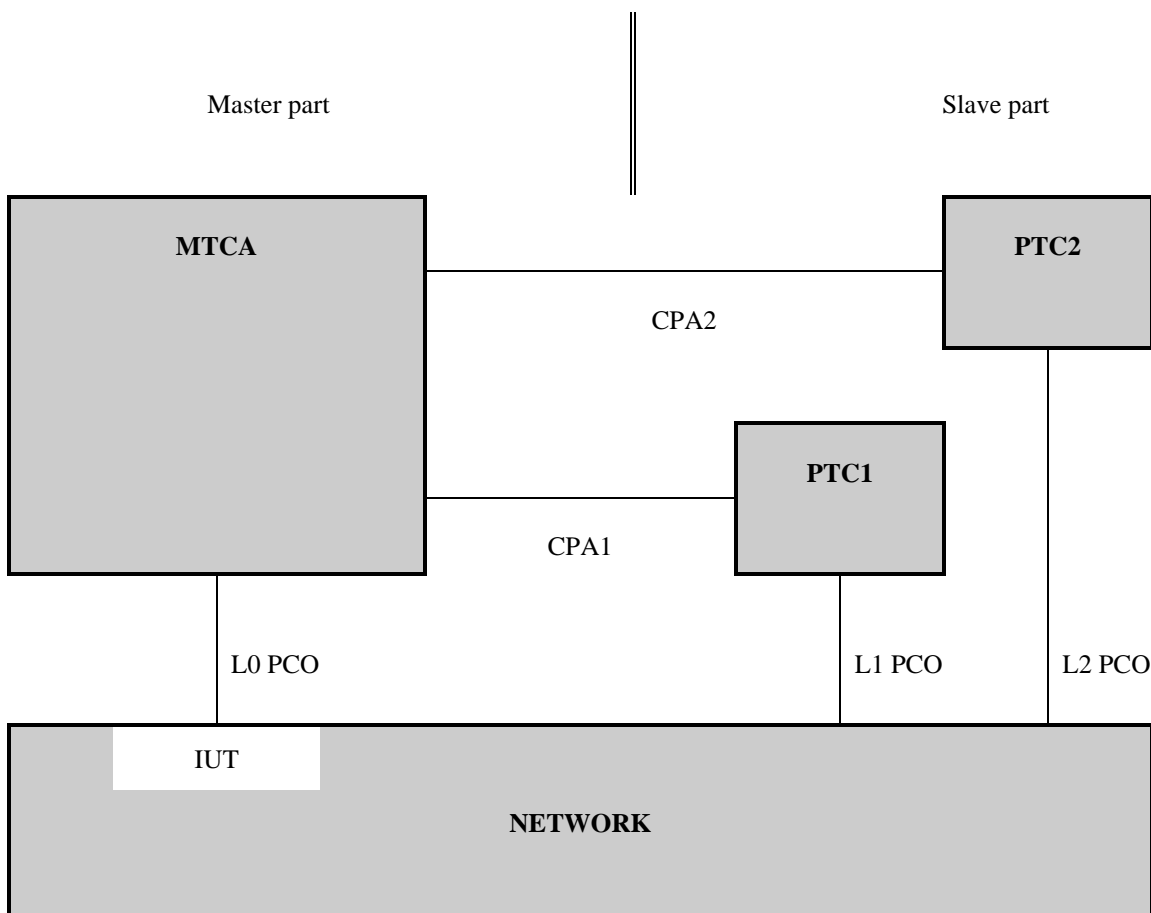 Master part
Slave part
MTCA
PTC2
CPA2
PTC1
CPA1
L0 PCO
L1 PCO
L2 PCO
IUT
NETWORK